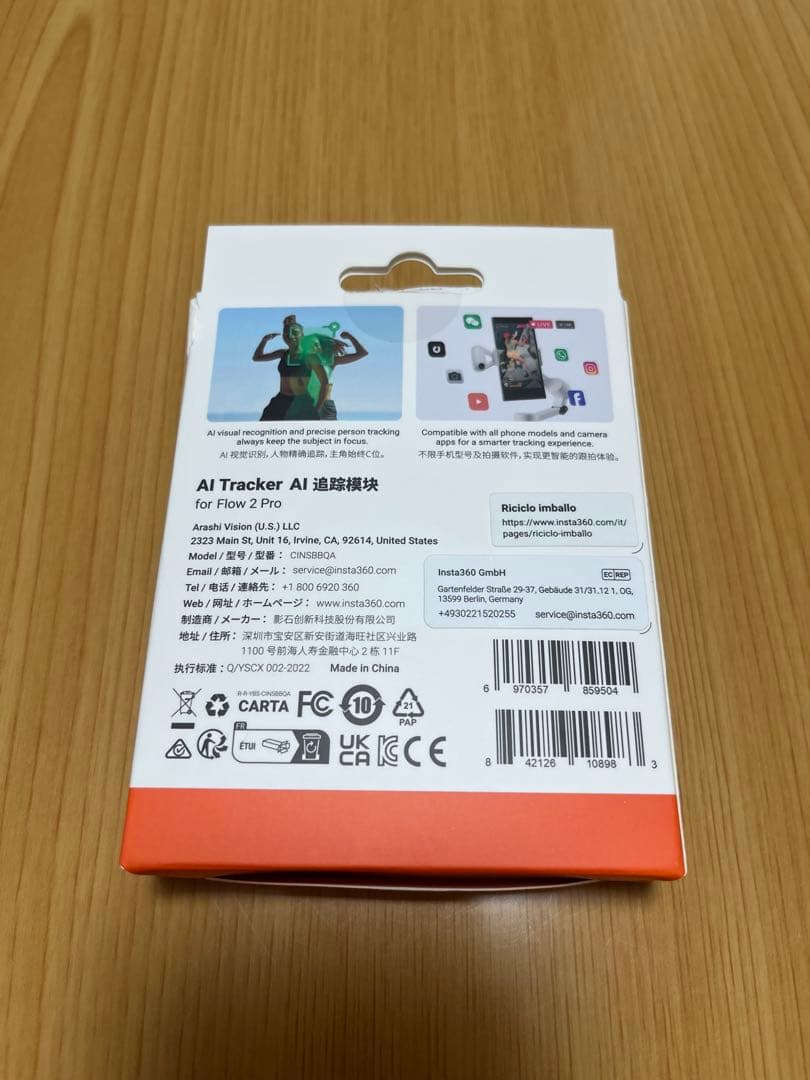 LIVE
AI visual recognition and precise person tracking
always keep the subject in focus.
AI 视觉识别，人物精确追踪，主角始终C位。
Compatible with all phone models and camera
apps for a smarter tracking experience.
不限手机型号及拍摄软件，实现更智能的跟拍体验。
AI Tracker AI 追踪模块
for Flow 2 Pro
Arashi Vision (U.S.) LLC
2323 Main St, Unit 16, Irvine, CA, 92614, United States
Model / 型号 / 型番： CINSBBQA
Email / 邮箱 / メール： service@insta360.com
Tel / 电话 / 連絡先： +1 800 6920 360
Web / 网址 / ホームページ： www.insta360.com
制造商 / メーカー： 影石创新科技股份有限公司
地址 / 住所： 深圳市宝安区新安街道海旺社区兴业路
1100 号前海人寿金融中心 2 栋 11F
执行标准：Q/YSCX 002-2022 Made in China
Riciclo imballo
https://www.insta360.com/it/
pages/riciclo-imballo
Insta360 GmbH EC REP
Gartenfelder Straße 29-37, Gebäude 31/31.12 1. OG,
13599 Berlin, Germany
+4930221520255 service@insta360.com
6 970357 859504
R-R-YBS-CINSBBQA
CARTA FC 10 21
PAP
FR
ÉTUI
UK
CA CE
8 42126 10898 3